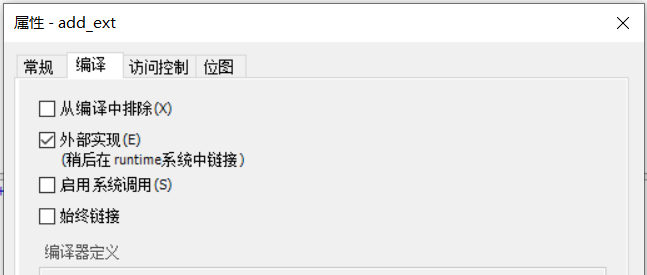 属性 - add_ext
常规 编译 访问控制 位图
从编译中排除(X)
外部实现(E)
(稍后在 runtime系统中链接 )
启用系统调用(S)
始终链接
编译器定义